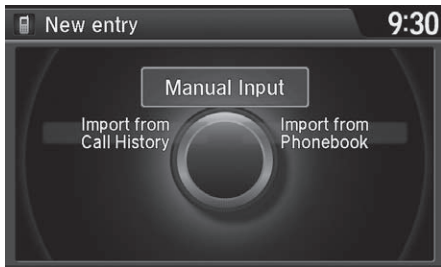 New entry
9:30
Manual Input
Import from
Call History
Import from
Phonebook